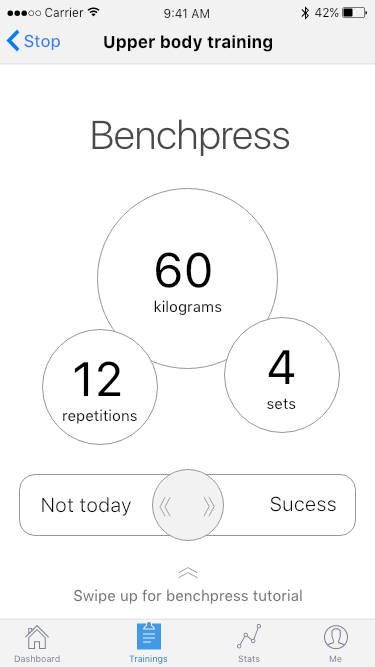 Carrier 9:41 AM 42%
Stop Upper body training
Benchpress
60
kilograms
12
repetitions
4
sets
Not today Sucess
Swipe up for benchpress tutorial
Dashboard Trainings Stats Me